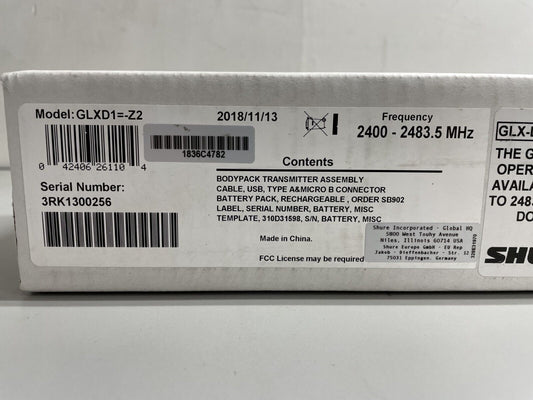 Model:GLXD1=-Z2
2018/11/13
Frequency
2400 - 2483.5 MHz
1836C4782
0 42406 26110 4
Contents
BODYPACK TRANSMITTER ASSEMBLY
CABLE, USB, TYPE A&MICRO B CONNECTOR
BATTERY PACK, RECHARGEABLE , ORDER SB902
LABEL, SERIAL NUMBER, BATTERY, MISC
TEMPLATE, 310D31598, S/N, BATTERY, MISC
Serial Number:
3RK1300256
Made in China.
FCC License may be required
Shure Incorporated - Global HQ
5800 West Touhy Avenue
Niles, Illinois 60714 USA
Shure Europe GmbH - EU Rep
Jakob - Dieffenbacher - Str. 12
75031 Eppingen, Germany
GLX-D
THE G
OPER
AVAILA
TO 248
DO
SHU